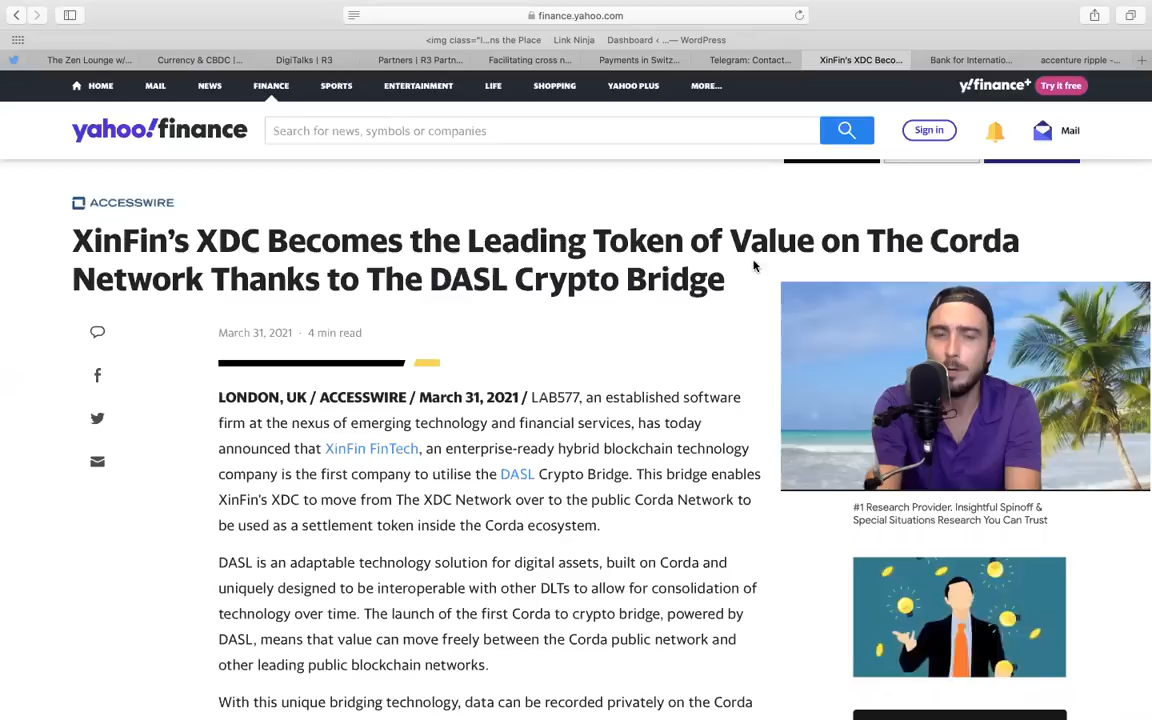 finance.yahoo.com
<img class="l...ns the Place Link Ninja Dashboard ‹ ...— WordPress
The Zen Lounge w/... Currency & CBDC |... DigiTalks | R3 Partners | R3 Partn... Facilitating cross n... Payments in Switz... Telegram: Contact... XinFin's XDC Beco... Bank for Internatio... accenture ripple -...
HOME MAIL NEWS FINANCE SPORTS ENTERTAINMENT LIFE SHOPPING YAHOO PLUS MORE... y!finance+ Try it free
yahoo!finance Search for news, symbols or companies Sign in Mail
ACCESSWIRE
XinFin's XDC Becomes the Leading Token of Value on The Corda
Network Thanks to The DASL Crypto Bridge
March 31, 2021 · 4 min read
LONDON, UK / ACCESSWIRE / March 31, 2021 / LAB577, an established software
firm at the nexus of emerging technology and financial services, has today
announced that XinFin FinTech, an enterprise-ready hybrid blockchain technology
company is the first company to utilise the DASL Crypto Bridge. This bridge enables
XinFin's XDC to move from The XDC Network over to the public Corda Network to
be used as a settlement token inside the Corda ecosystem.
#1 Research Provider. Insightful Spinoff &
Special Situations Research You Can Trust
DASL is an adaptable technology solution for digital assets, built on Corda and
uniquely designed to be interoperable with other DLTs to allow for consolidation of
technology over time. The launch of the first Corda to crypto bridge, powered by
DASL, means that value can move freely between the Corda public network and
other leading public blockchain networks.
With this unique bridging technology, data can be recorded privately on the Corda